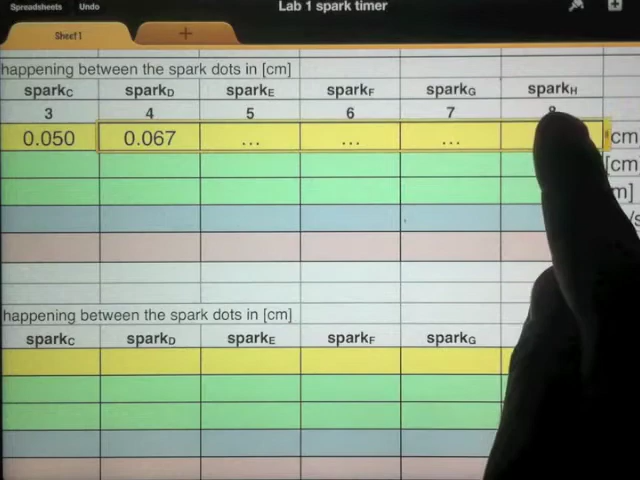 Spreadsheets Undo Lab 1 spark timer
Sheet 1 +
happening between the spark dots in [cm]
sparkC sparkD sparkE sparkF sparkG sparkH
3 4 5 6 7
0.050 0.067 ... ... ... [cm
[cm
m]
/s
happening between the spark dots in [cm]
sparkC sparkD sparkE sparkF sparkG